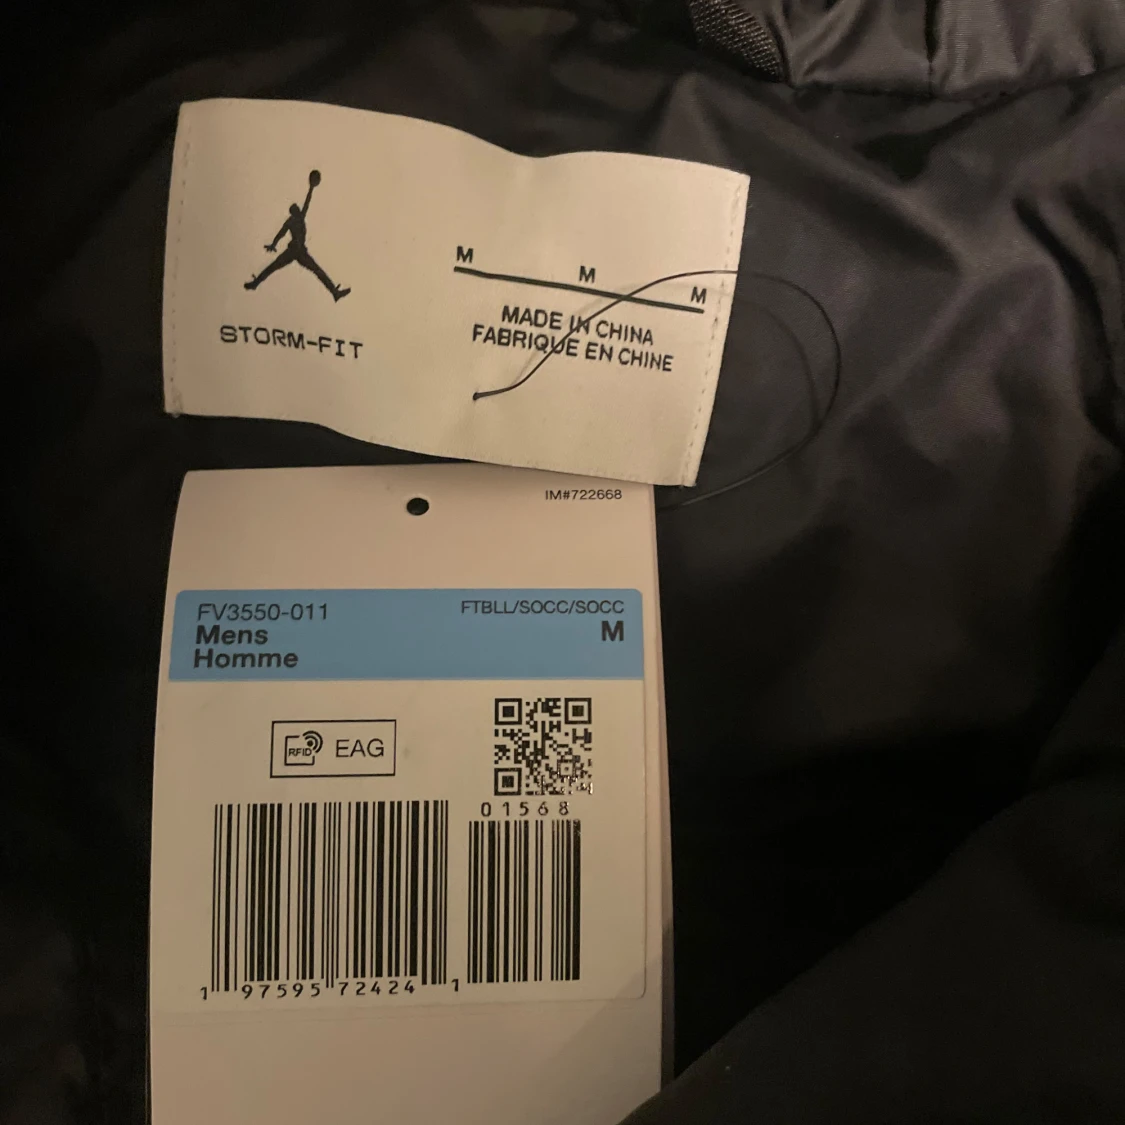 M M M
STORM-FIT
MADE IN CHINA
FABRIQUE EN CHINE
IM#722668
FV3550-011 FTBLL/SOCC/SOCC
Mens M
Homme
RFID EAG
01568
1 97595 72424 1